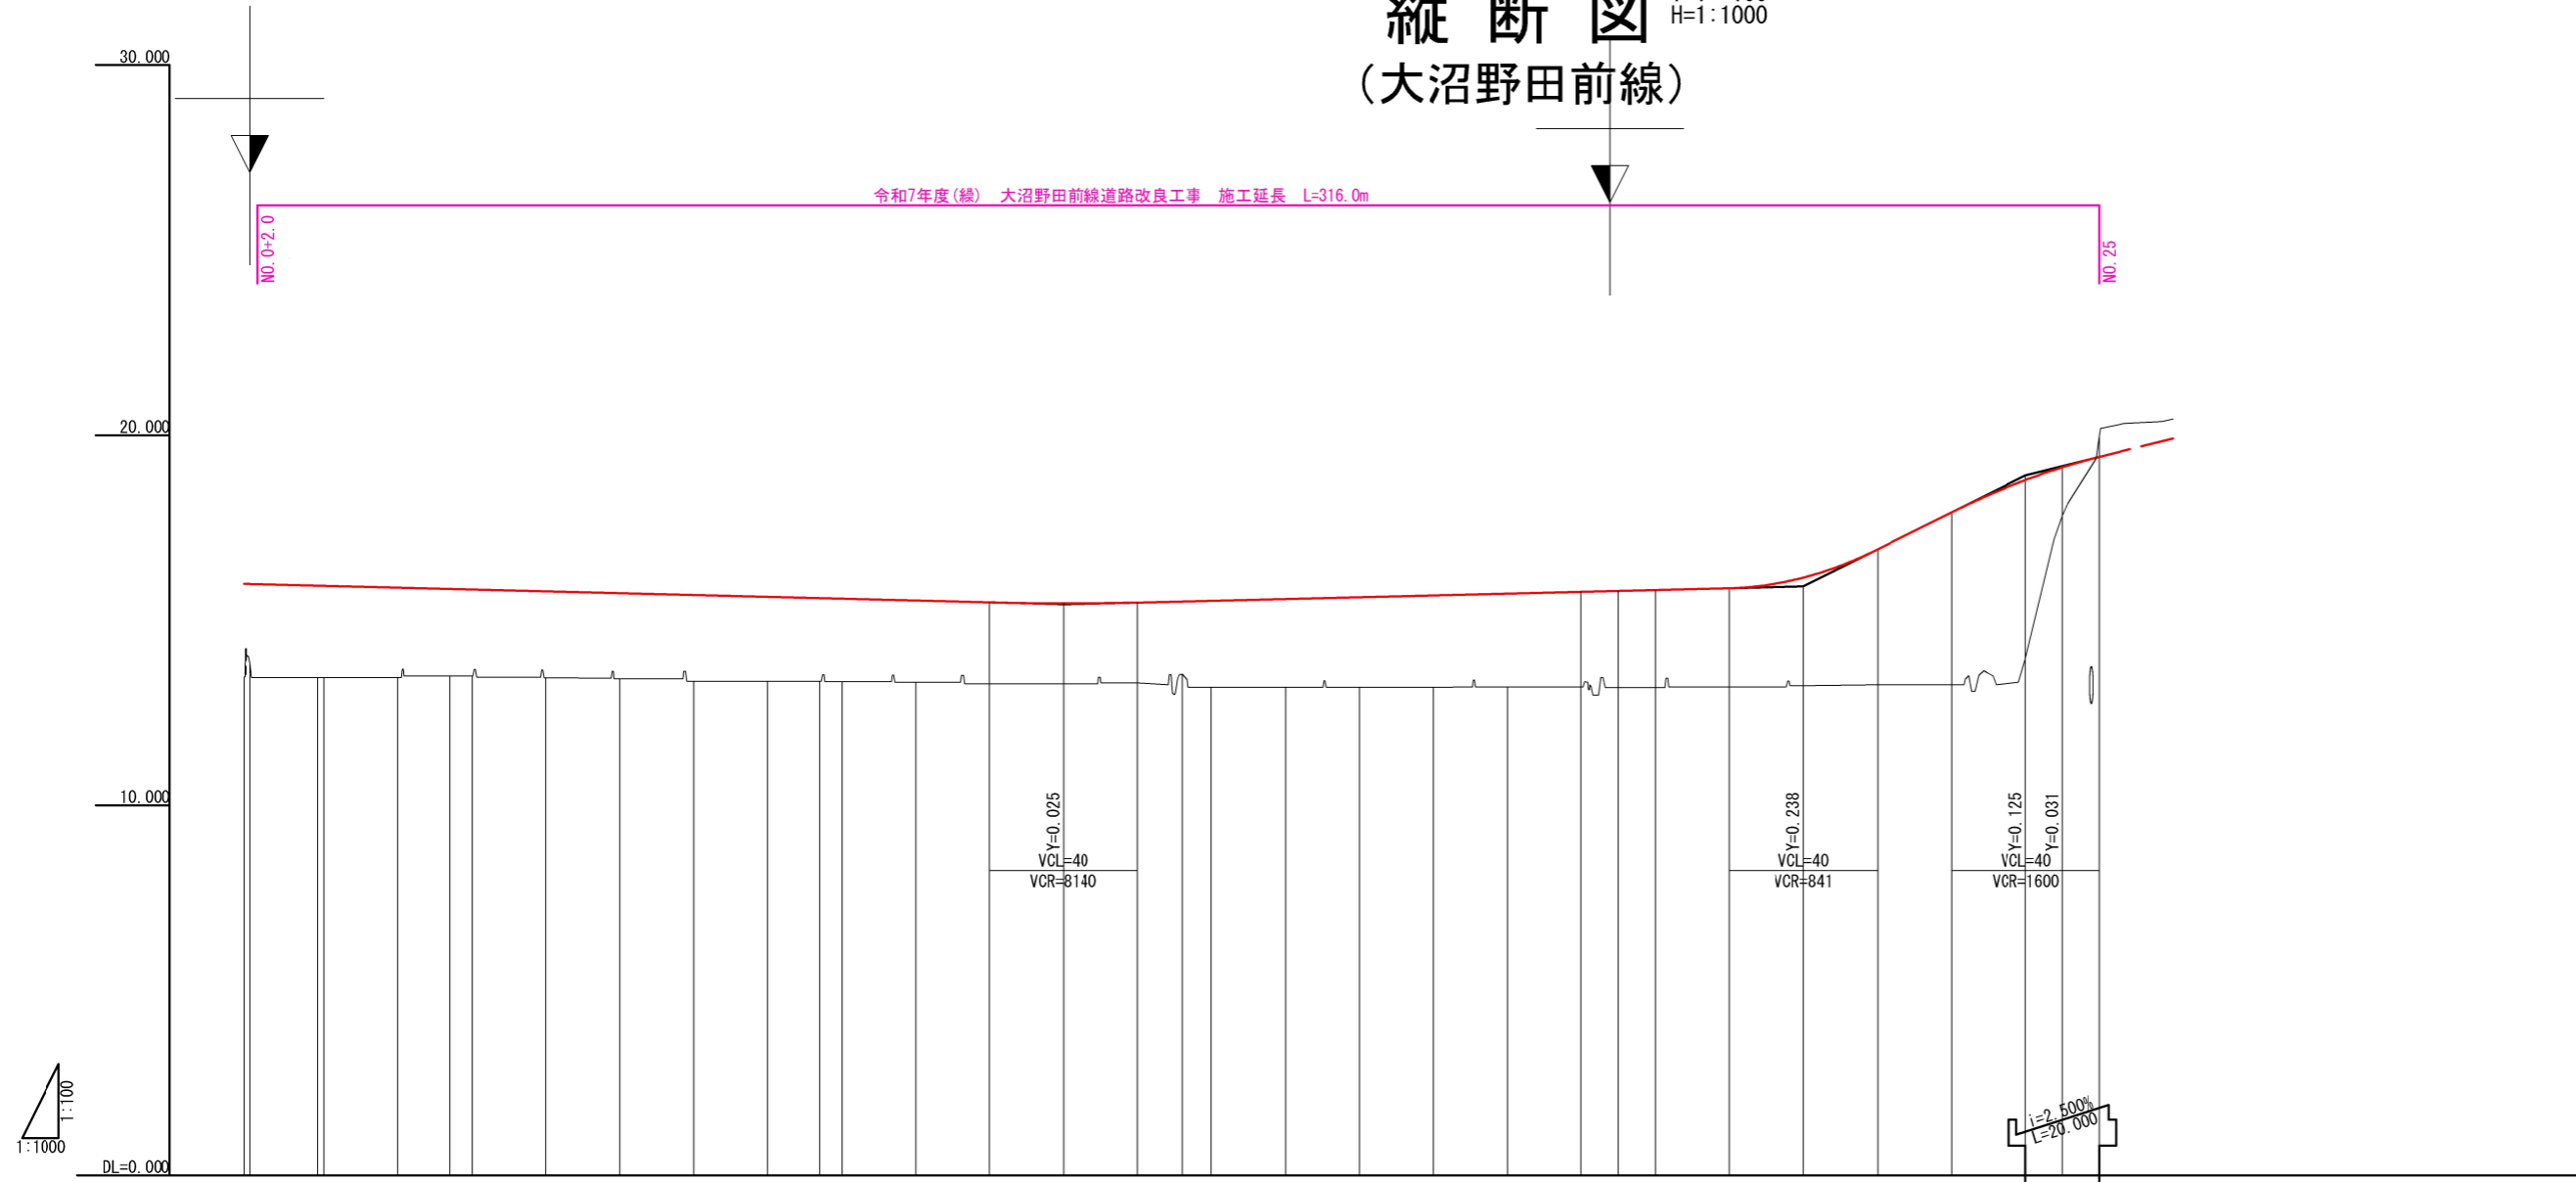 縦断図
H=1:1000
(大沼野田前線)
30.000
令和7年度(繰) 大沼野田前線道路改良工事 施工延長 L=316.0m
NO.0+2.0
NO.25
20.000
10.000
Y=0.025
VCL=40
VCR=8140
Y=0.238
VCL=40
VCR=841
Y=0.125
Y=0.031
VCL=40
VCR=1600
1:100
1:1000
i=2.500%
L=20.000
DL=0.000